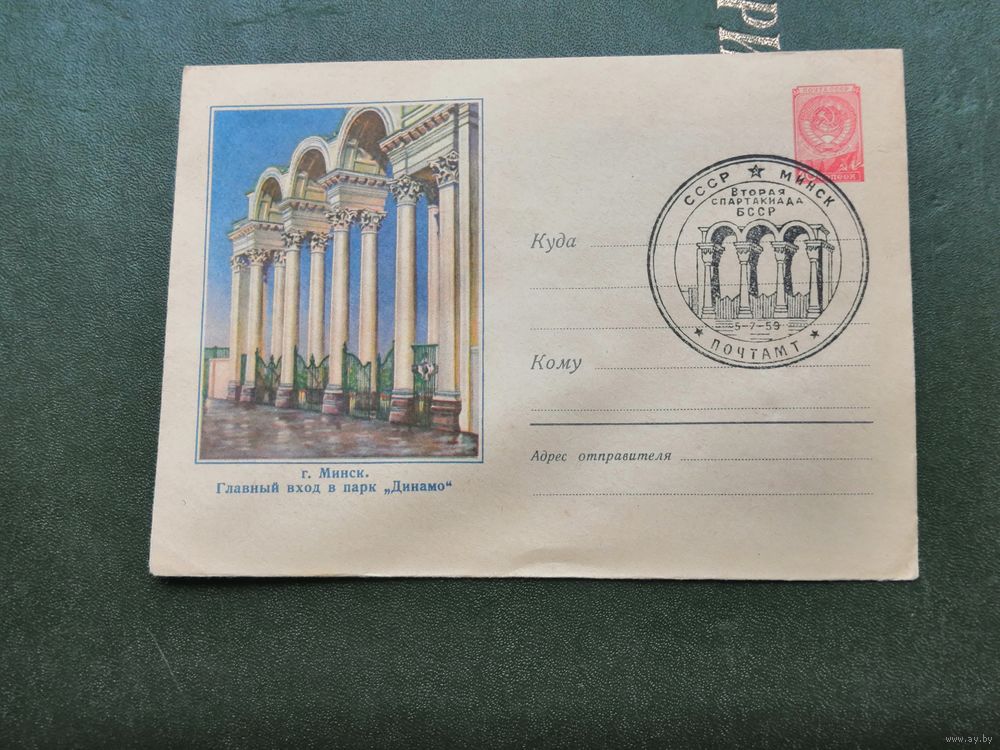 РИ
ПОЧТА СССР
СССР ★ МИНСК
ВТОРАЯ
СПАРТАКИАДА
БССР
5-7-59
★ ПОЧТАМТ ★
Куда
Кому
Адрес отправителя
г. Минск.
Главный вход в парк „Динамо“
www.ay.by